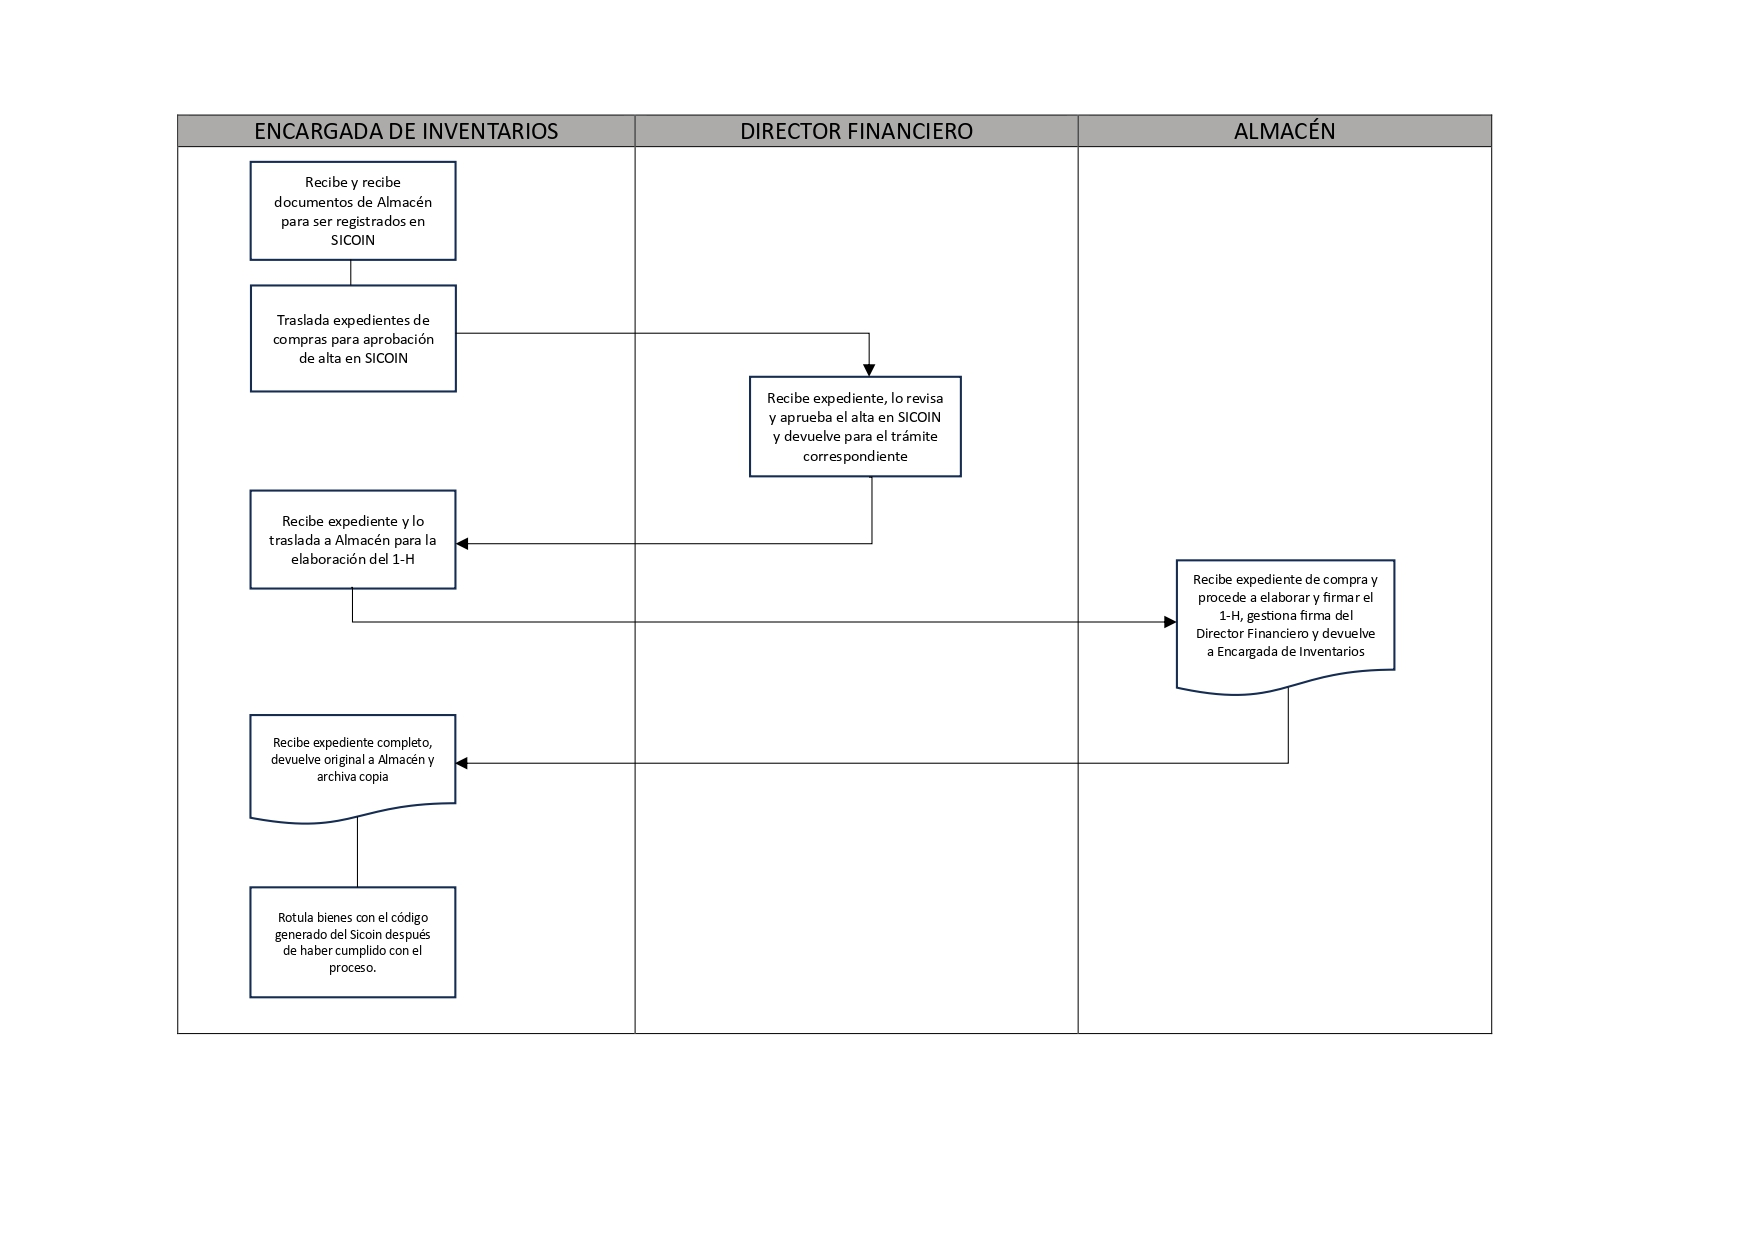 ENCARGADA DE INVENTARIOS
DIRECTOR FINANCIERO
ALMACÉN
Recibe y recibe
documentos de Almacén
para ser registrados en
SICOIN
Traslada expedientes de
compras para aprobación
de alta en SICOIN
Recibe expediente, lo revisa
y aprueba el alta en SICOIN
y devuelve para el trámite
correspondiente
Recibe expediente y lo
traslada a Almacén para la
elaboración del 1-H
Recibe expediente de compra y
procede a elaborar y firmar el
1-H, gestiona firma del
Director Financiero y devuelve
a Encargada de Inventarios
Recibe expediente completo,
devuelve original a Almacén y
archiva copia
Rotula bienes con el código
generado del Sicoin después
de haber cumplido con el
proceso.